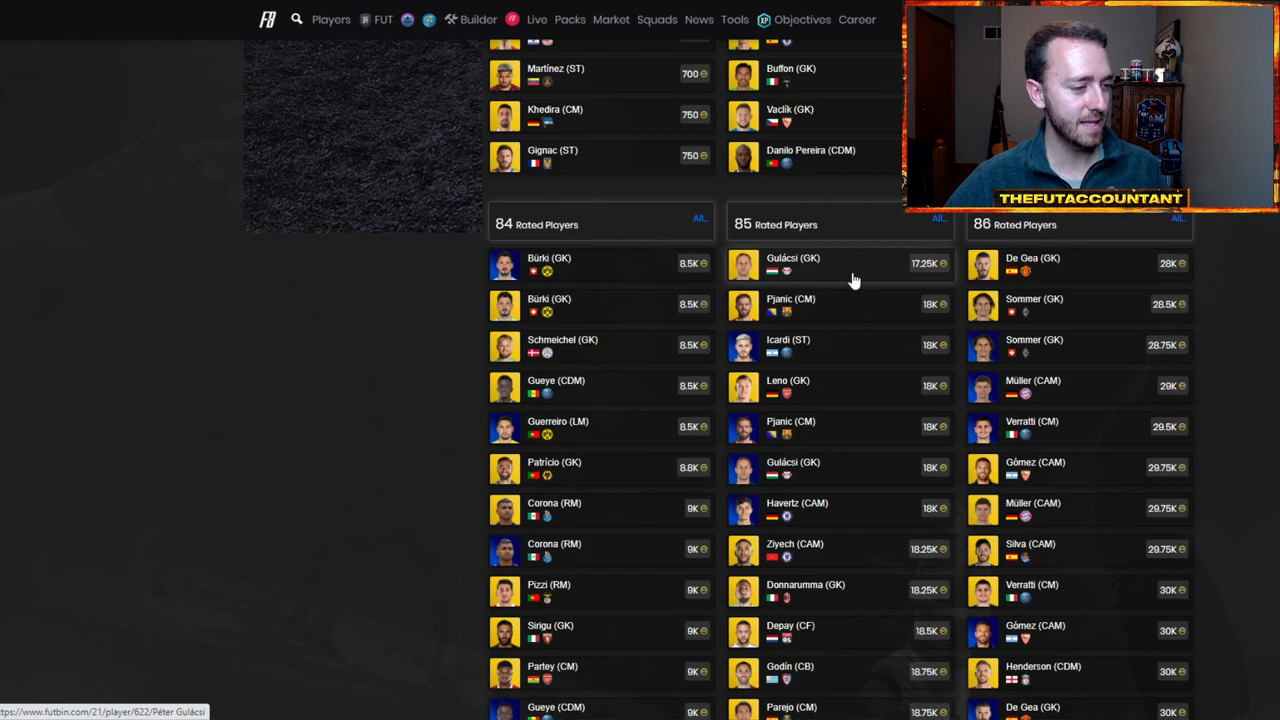 F8 Players FUT Builder Live Packs Market Squads News Tools XP Objectives Career
Martínez (ST) 700
Khedira (CM) 750
Gignac (ST) 750
Buffon (GK)
Vaclík (GK)
Danilo Pereira (CDM)
THEFUTACCOUNTANT
84 Rated Players All..
Bürki (GK) 8.5K
Bürki (GK) 8.5K
Schmeichel (GK) 8.5K
Gueye (CDM) 8.5K
Guerreiro (LM) 8.5K
Patrício (GK) 8.8K
Corona (RM) 9K
Corona (RM) 9K
Pizzi (RM) 9K
Sirigu (GK) 9K
Partey (CM) 9K
Gueye (CDM) 9K
85 Rated Players All..
Gulácsi (GK) 17.25K
Pjanic (CM) 18K
Icardi (ST) 18K
Leno (GK) 18K
Pjanic (CM) 18K
Gulácsi (GK) 18K
Havertz (CAM) 18K
Ziyech (CAM) 18.25K
Donnarumma (GK) 18.25K
Depay (CF) 18.5K
Godín (CB) 18.75K
Parejo (CM) 18.75K
86 Rated Players All..
De Gea (GK) 28K
Sommer (GK) 28.5K
Sommer (GK) 28.75K
Müller (CAM) 29K
Verratti (CM) 29.5K
Gómez (CAM) 29.75K
Müller (CAM) 29.75K
Silva (CAM) 29.75K
Verratti (CM) 30K
Gómez (CAM) 30K
Henderson (CDM) 30K
De Gea (GK) 30K
ttps://www.futbin.com/21/player/622/Péter Gulácsi